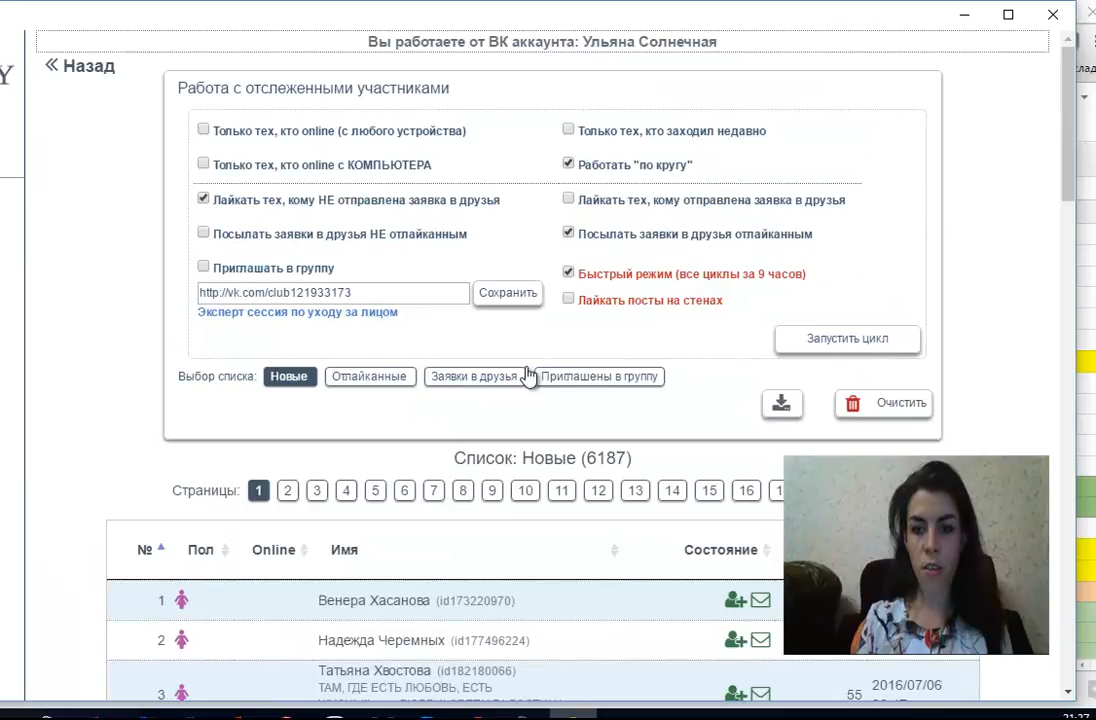 Вы работаете от ВК аккаунта: Ульяна Солнечная
Y
« Назад
Работа с отслеженными участниками
Только тех, кто online (с любого устройства)
Только тех, кто заходил недавно
Только тех, кто online с КОМПЬЮТЕРА
Работать "по кругу"
Лайкать тех, кому НЕ отправлена заявка в друзья
Лайкать тех, кому отправлена заявка в друзья
Посылать заявки в друзья НЕ отлайканным
Посылать заявки в друзья отлайканным
Приглашать в группу
Быстрый режим (все циклы за 9 часов)
http://vk.com/club121933173
Сохранить
Лайкать посты на стенах
Эксперт сессия по уходу за лицом
Запустить цикл
Выбор списка: Новые Отлайканные Заявки в друзья Приглашены в группу
Очистить
Список: Новые (6187)
Страницы: 1 2 3 4 5 6 7 8 9 10 11 12 13 14 15 16
№ Пол Online Имя Состояние
1 Венера Хасанова (id173220970)
2 Надежда Черемных (id177496224)
Татьяна Хвостова (id182180066)
ТАМ, ГДЕ ЕСТЬ ЛЮБОВЬ, ЕСТЬ
3 55 2016/07/06